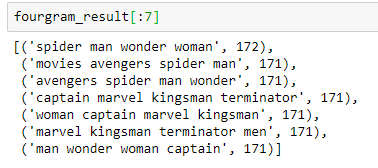 fourgram_result[:7]
[('spider man wonder woman', 172),
('movies avengers spider man', 171),
('avengers spider man wonder', 171),
('captain marvel kingsman terminator', 171),
('woman captain marvel kingsman', 171),
('marvel kingsman terminator men', 171),
('man wonder woman captain', 171)]